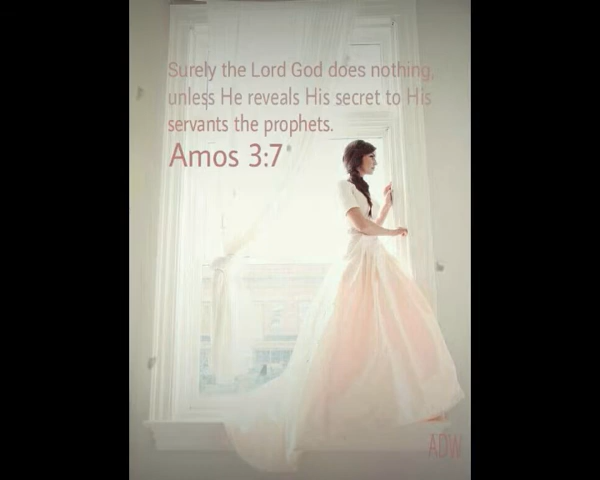 Surely the Lord God does nothing,
unless He reveals His secret to His
servants the prophets.
Amos 3:7
ADW